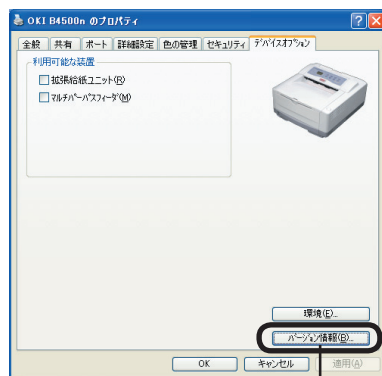 OKI B4500n のプロパティ
全般 共有 ポート 詳細設定 色の管理 セキュリティ デバイスオプション
利用可能な装置
拡張給紙ユニット(R)
マルチパーパスフィーダ(M)
環境(E)...
バージョン情報(B)...
OK キャンセル 適用(A)